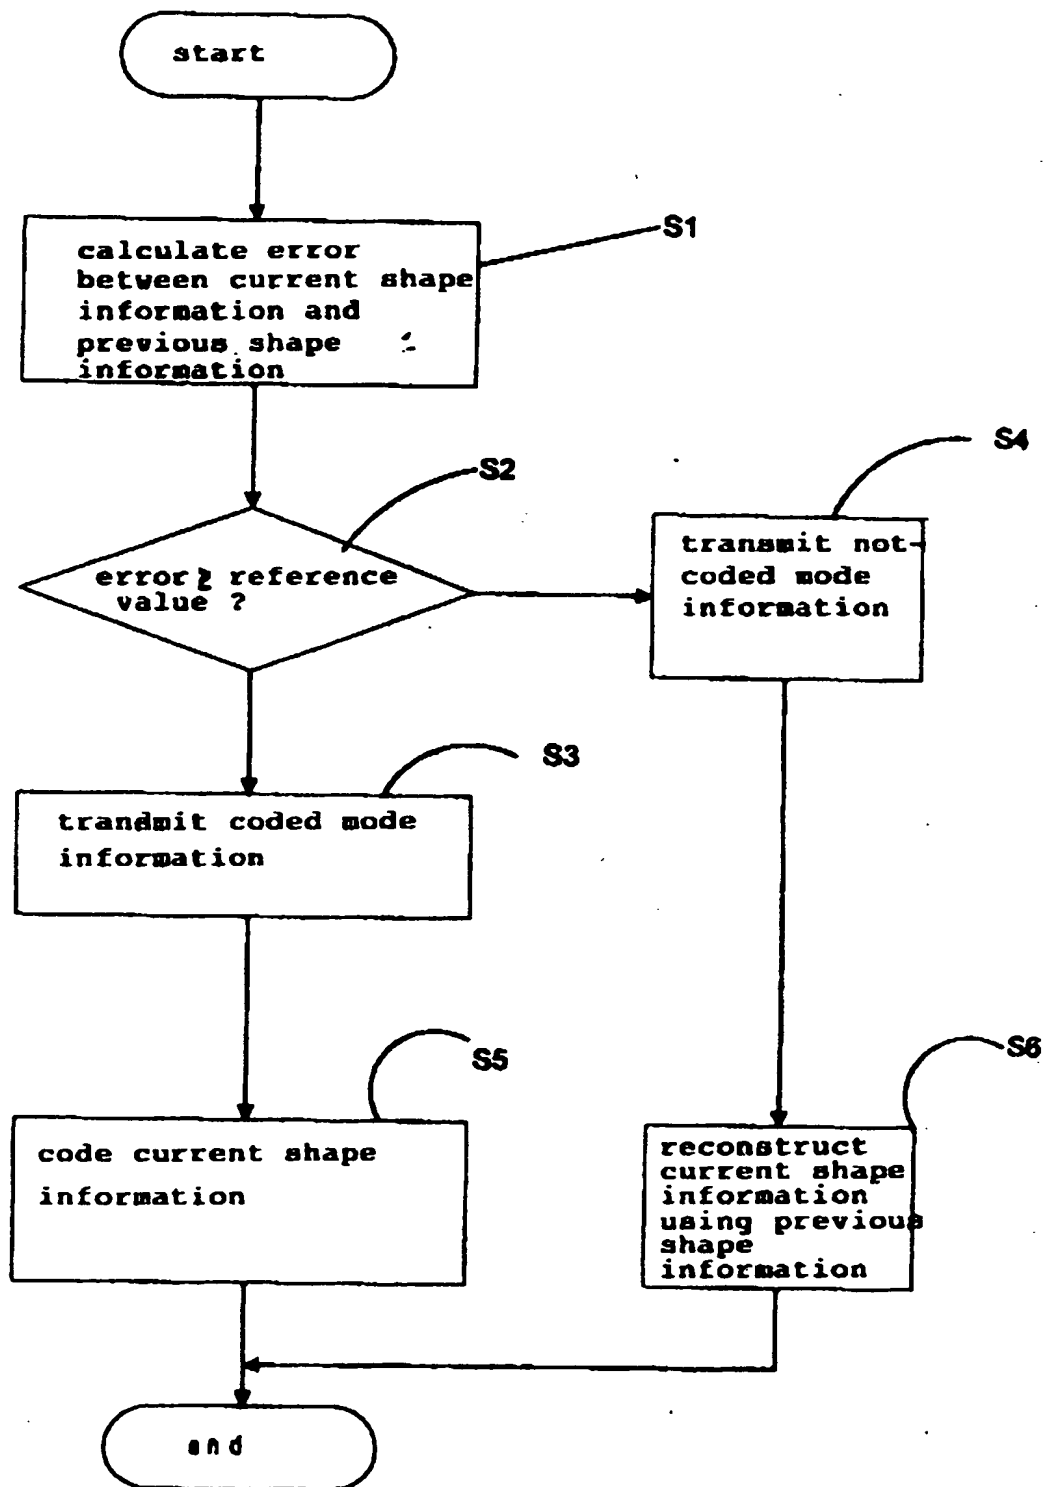 start
S1
calculate error
between current shape
information and
previous shape
information
S2
error ≥ reference
value ?
S4
transmit not-
coded mode
information
S3
trandmit coded mode
information
S5
code current shape
information
S6
reconstruct
current shape
information
using previous
shape
information
end